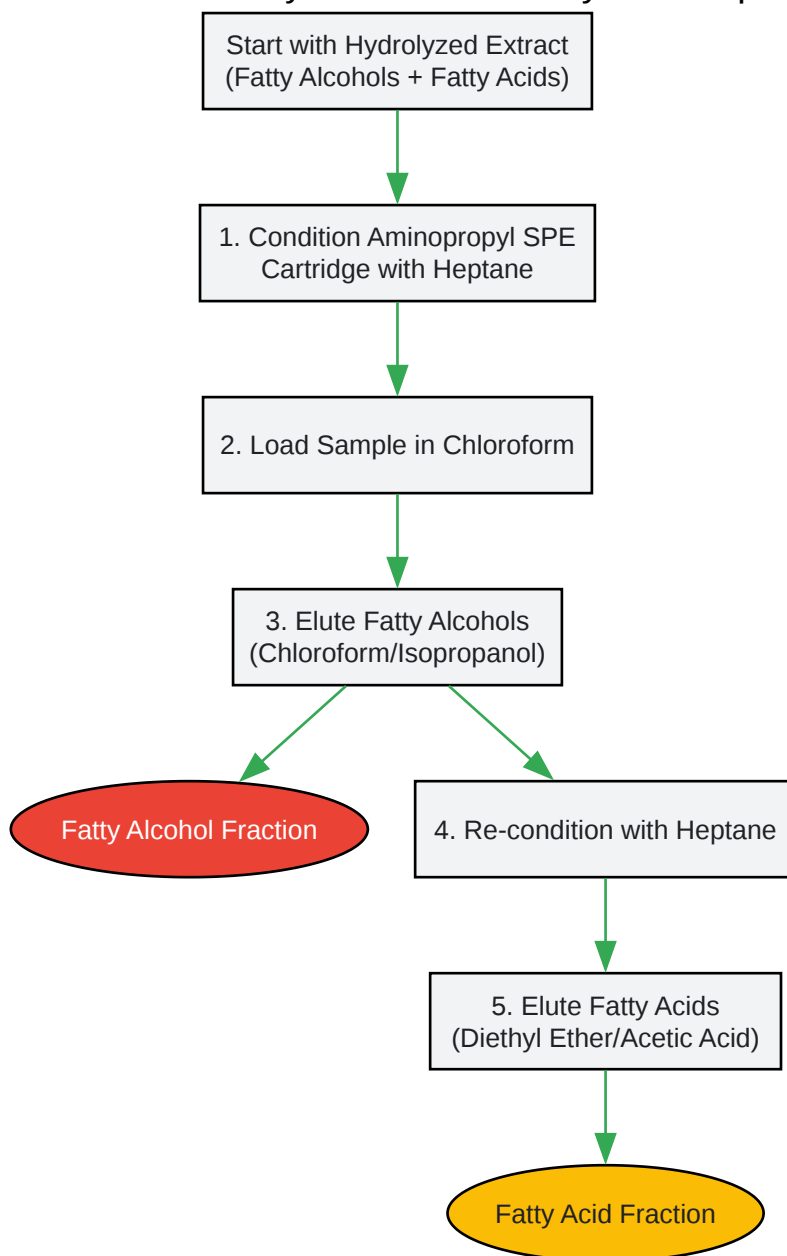 Start with Hydrolyzed Extract
(Fatty Alcohols + Fatty Acids)
1. Condition Aminopropyl SPE
Cartridge with Heptane
2. Load Sample in Chloroform
3. Elute Fatty Alcohols
(Chloroform/Isopropanol)
Fatty Alcohol Fraction
4. Re-condition with Heptane
5. Elute Fatty Acids
(Diethyl Ether/Acetic Acid)
Fatty Acid Fraction